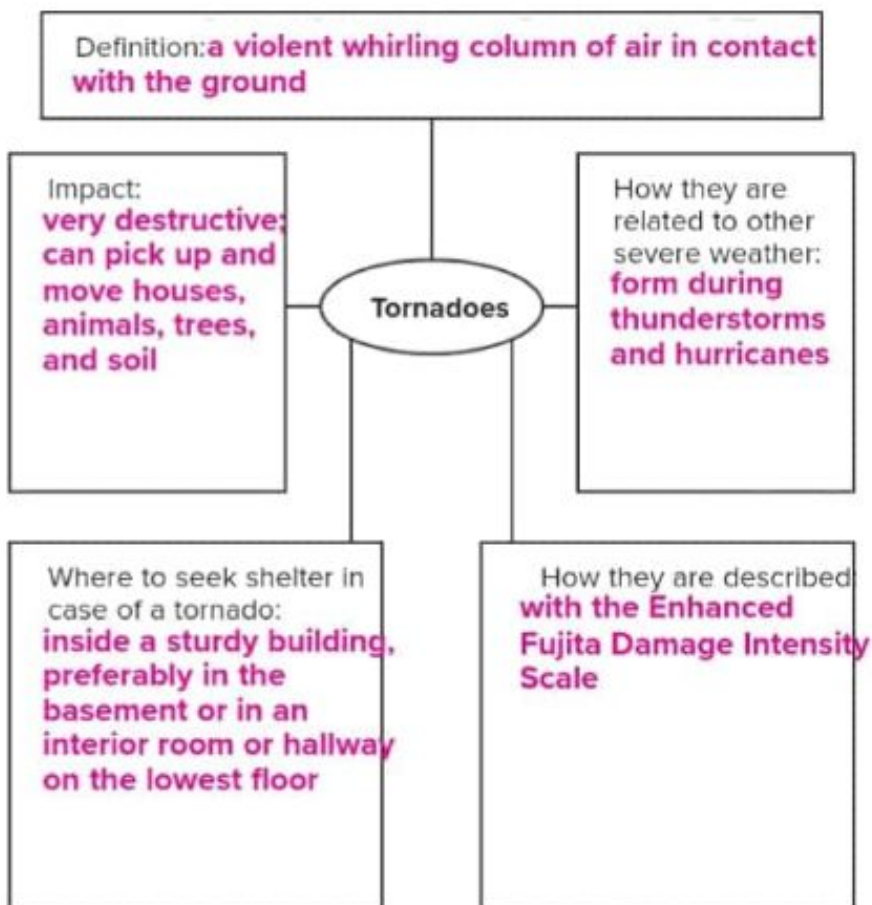 Definition:a violent whirling column of air in contact
with the ground
Impact:
very destructive;
can pick up and
move houses,
animals, trees,
and soil
Tornadoes
How they are
related to other
severe weather:
form during
thunderstorms
and hurricanes
Where to seek shelter in
case of a tornado:
inside a sturdy building,
preferably in the
basement or in an
interior room or hallway
on the lowest floor
How they are described:
with the Enhanced
Fujita Damage Intensity
Scale